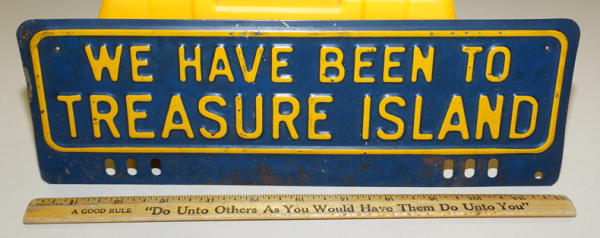 WE HAVE BEEN TO
TREASURE ISLAND
A GOOD RULE "Do Unto Others As You Would Have Them Do Unto You"